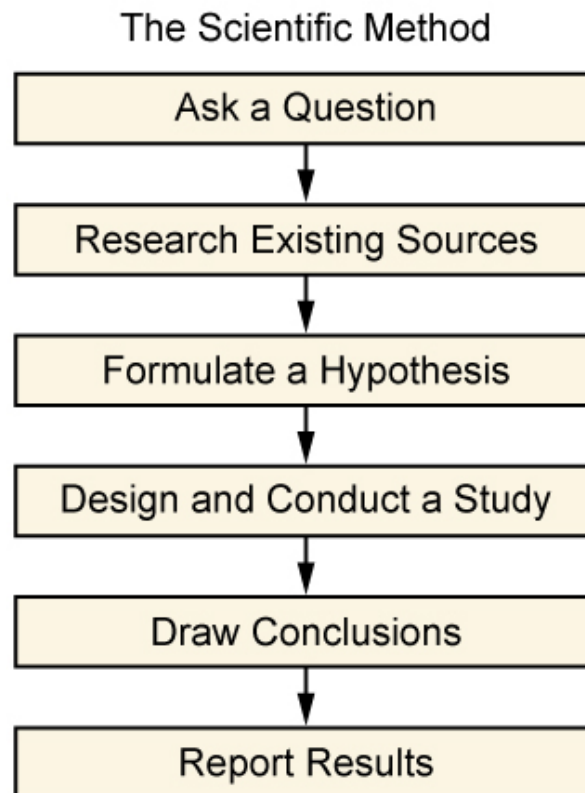 The Scientific Method
Ask a Question
Research Existing Sources
Formulate a Hypothesis
Design and Conduct a Study
Draw Conclusions
Report Results